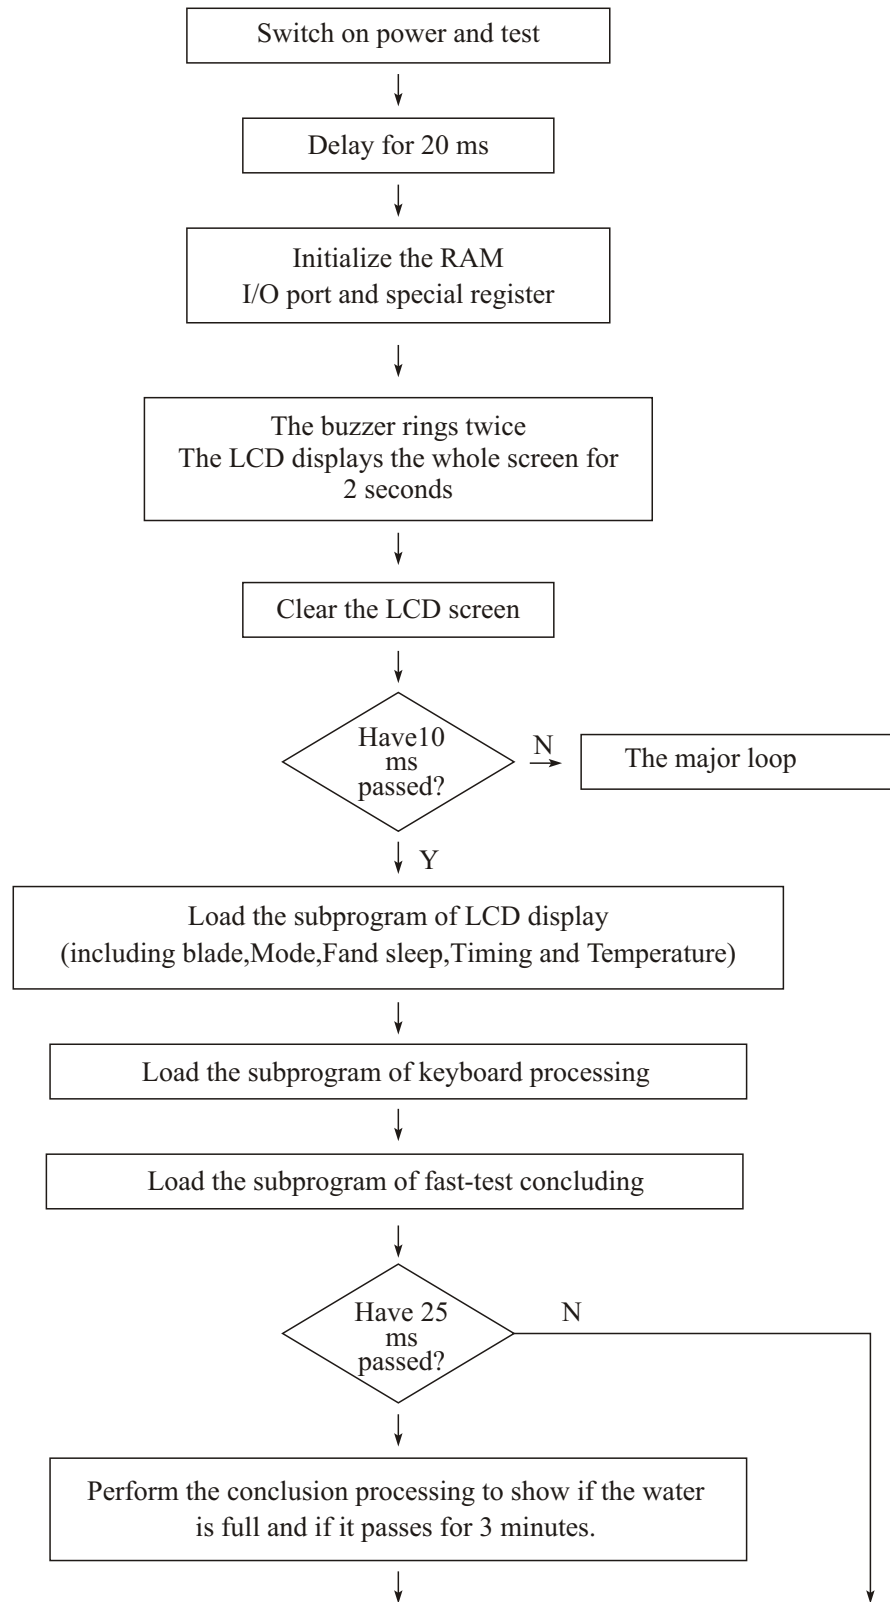 Switch on power and test
Delay for 20 ms
Initialize the RAM
I/O port and special register
The buzzer rings twice
The LCD displays the whole screen for
2 seconds
Clear the LCD screen
Have10
ms
passed?
N
The major loop
Y
Load the subprogram of LCD display
(including blade,Mode,Fand sleep,Timing and Temperature)
Load the subprogram of keyboard processing
Load the subprogram of fast-test concluding
Have 25
ms
passed?
N
Perform the conclusion processing to show if the water
is full and if it passes for 3 minutes.